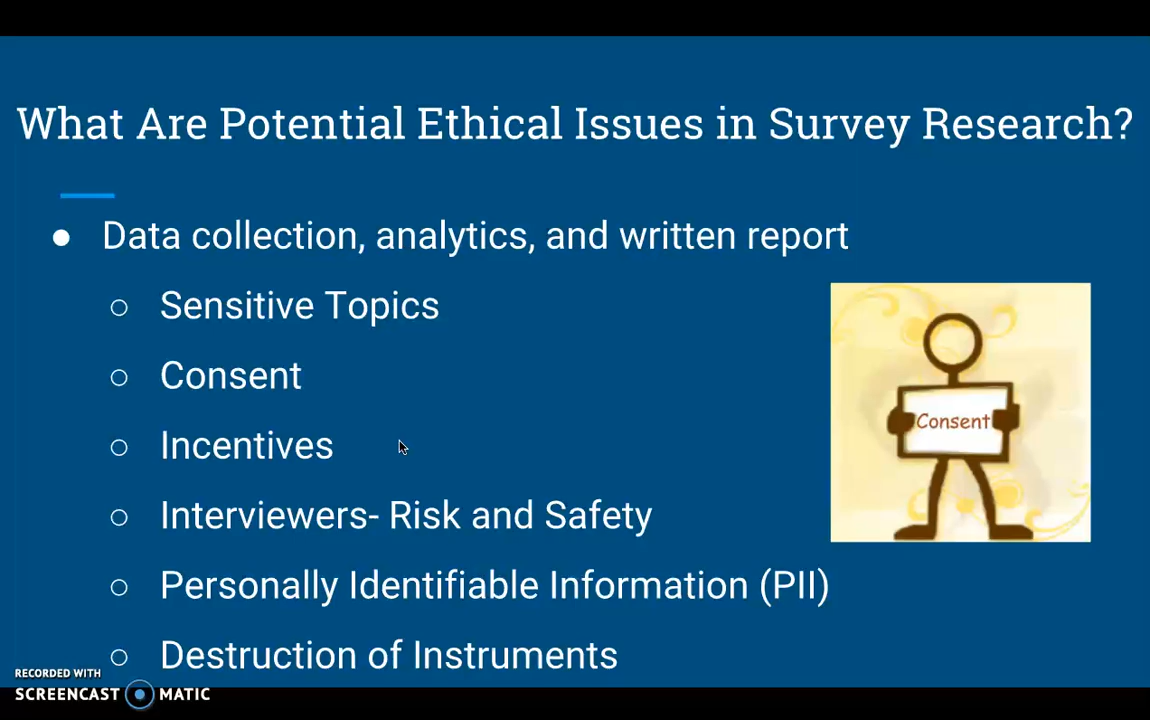 What Are Potential Ethical Issues in Survey Research?
● Data collection, analytics, and written report
○ Sensitive Topics
○ Consent
○ Incentives
○ Interviewers- Risk and Safety
○ Personally Identifiable Information (PII)
○ Destruction of Instruments
Consent
RECORDED WITH
SCREENCAST MATIC